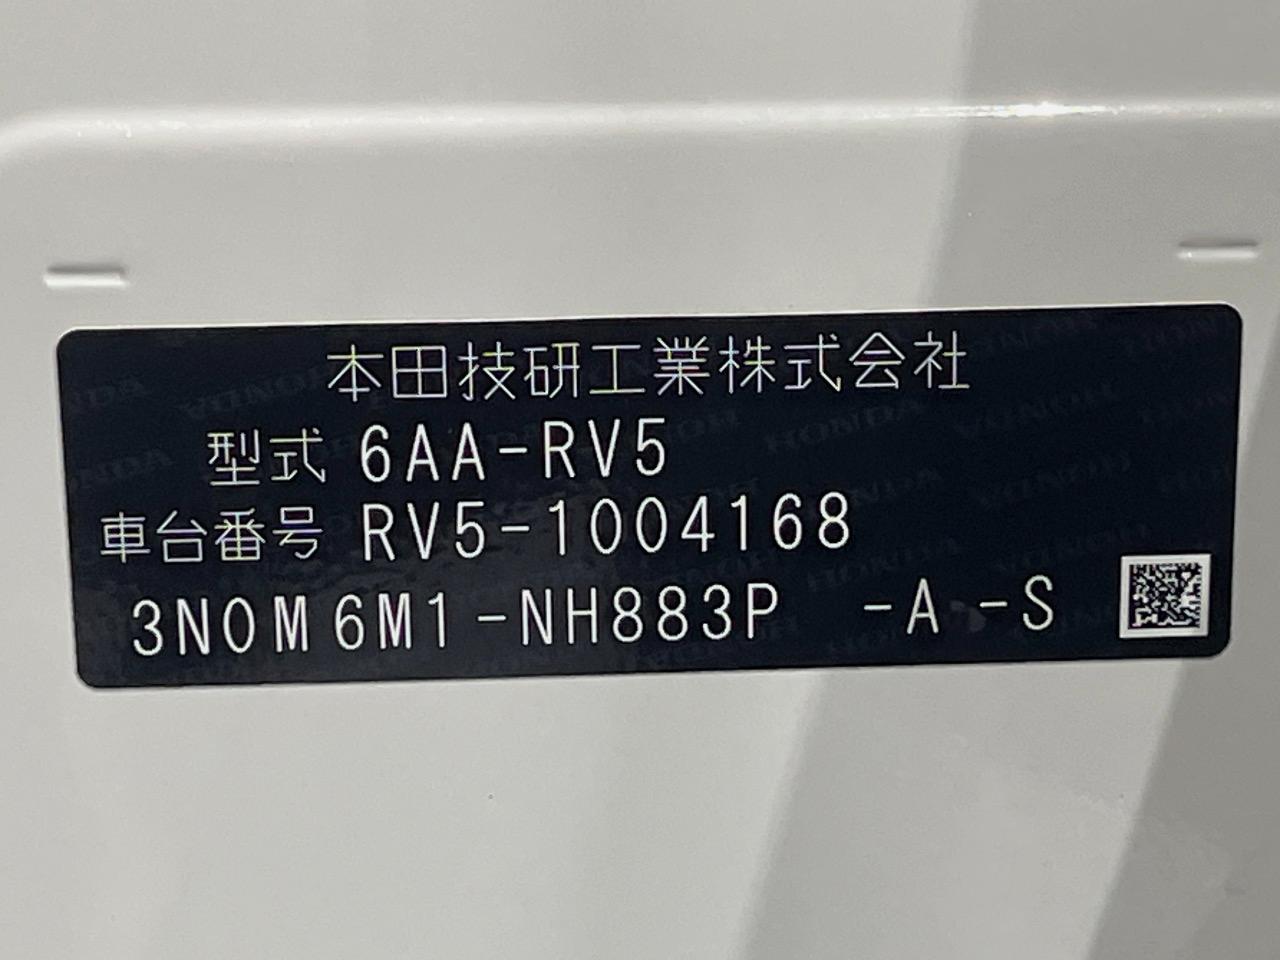 本田技研工業株式会社
型式 6AA-RV5
車台番号 RV5-1004168
3N0M6M1-NH883P -A -S